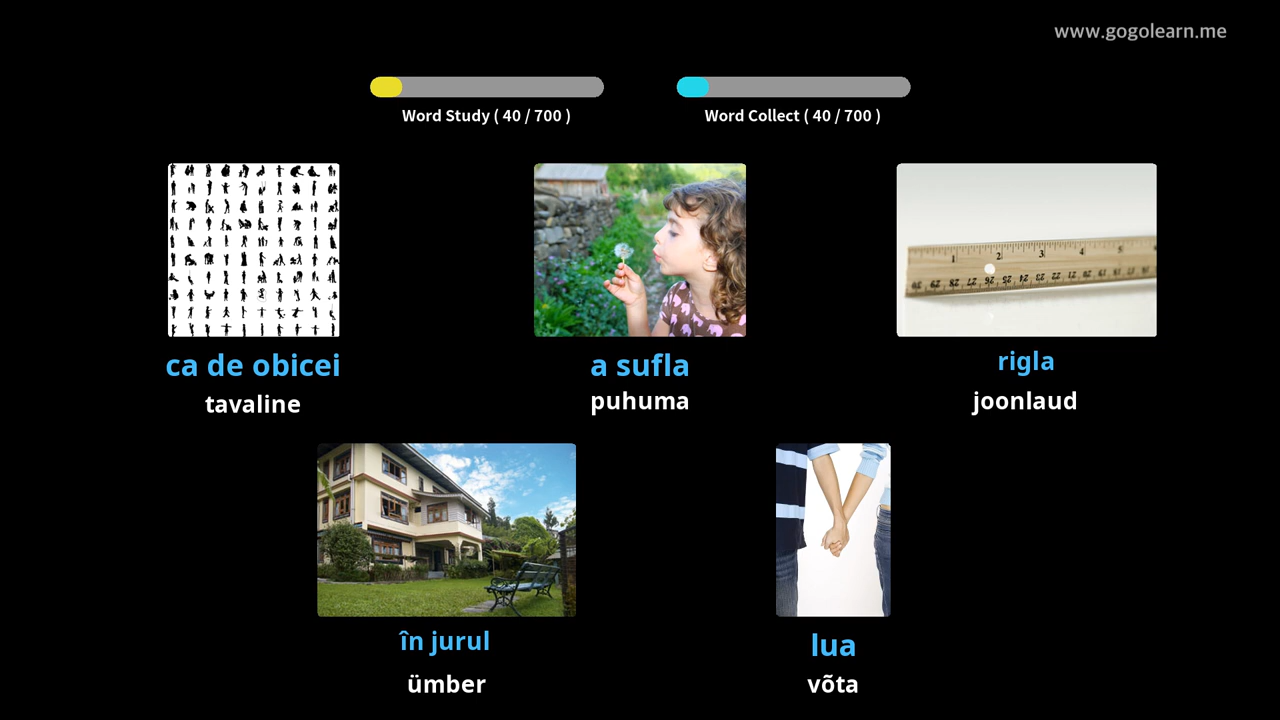 www.gogolearn.me
Word Study ( 40 / 700 )
Word Collect ( 40 / 700 )
ca de obicei
tavaline
a sufla
puhuma
rigla
joonlaud
în jurul
ümber
lua
võta